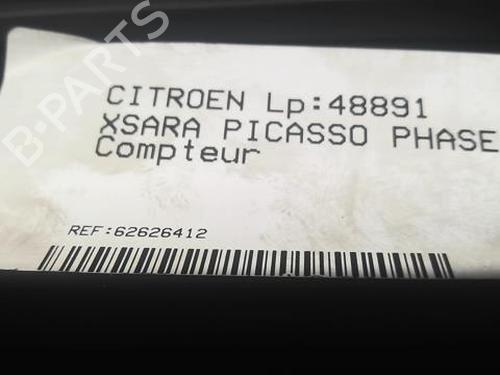 B-PARTS
CITROEN Lp:48891
XSARA PICASSO PHASE
Compteur
REF:62626412